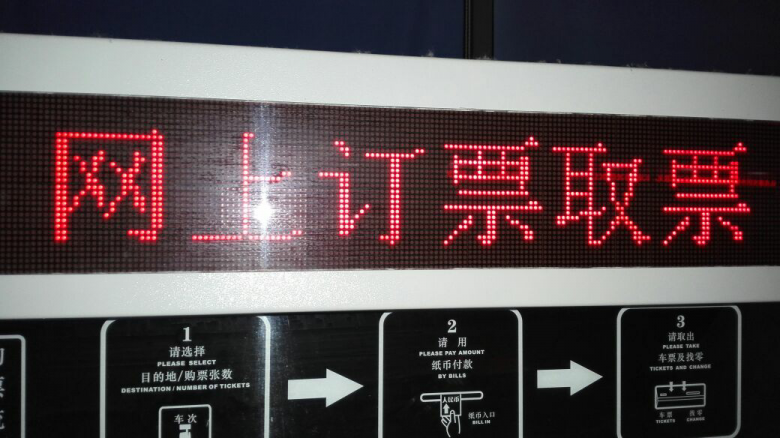 网上订票取票
1
请选择
PLEASE SELECT
目的地/购票张数
DESTINATION / NUMBER OF TICKETS
车次
2
请用
PLEASE PAY AMOUNT
纸币付款
BY BILLS
人民币
纸币入口
BILL IN
3
请取出
PLEASE TAKE
车票及找零
TICKETS AND CHANGE
车票 找零
TICKETS CHANGE